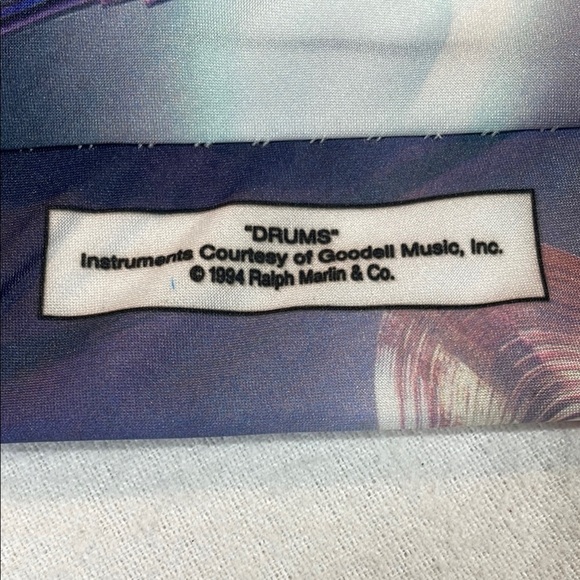 "DRUMS"
Instruments Courtesy of Goodell Music, Inc.
© 1994 Ralph Marlin & Co.